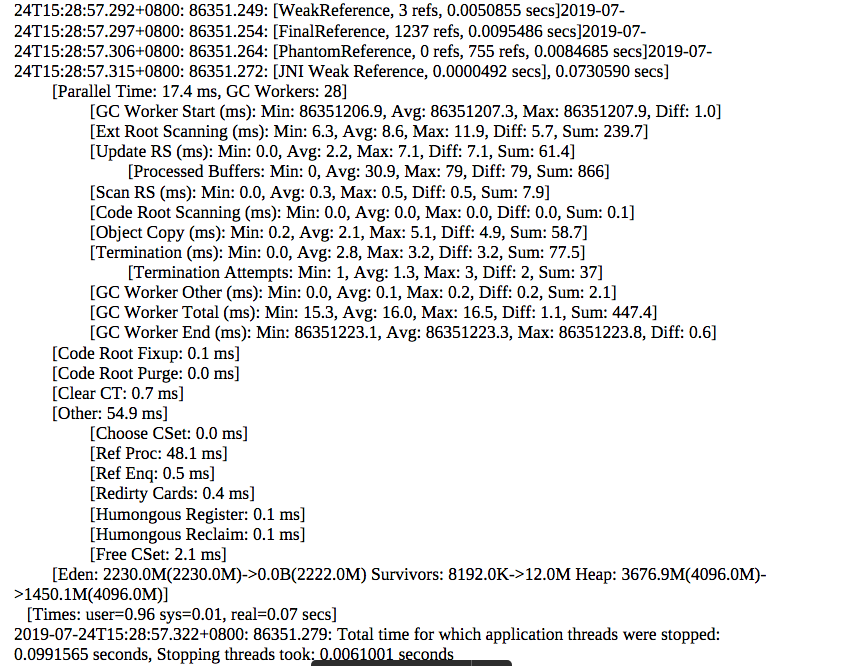 24T15:28:57.292+0800: 86351.249: [WeakReference, 3 refs, 0.0050855 secs]2019-07-
24T15:28:57.297+0800: 86351.254: [FinalReference, 1237 refs, 0.0095486 secs]2019-07-
24T15:28:57.306+0800: 86351.264: [PhantomReference, 0 refs, 755 refs, 0.0084685 secs]2019-07-
24T15:28:57.315+0800: 86351.272: [JNI Weak Reference, 0.0000492 secs], 0.0730590 secs]
[Parallel Time: 17.4 ms, GC Workers: 28]
[GC Worker Start (ms): Min: 86351206.9, Avg: 86351207.3, Max: 86351207.9, Diff: 1.0]
[Ext Root Scanning (ms): Min: 6.3, Avg: 8.6, Max: 11.9, Diff: 5.7, Sum: 239.7]
[Update RS (ms): Min: 0.0, Avg: 2.2, Max: 7.1, Diff: 7.1, Sum: 61.4]
[Processed Buffers: Min: 0, Avg: 30.9, Max: 79, Diff: 79, Sum: 866]
[Scan RS (ms): Min: 0.0, Avg: 0.3, Max: 0.5, Diff: 0.5, Sum: 7.9]
[Code Root Scanning (ms): Min: 0.0, Avg: 0.0, Max: 0.0, Diff: 0.0, Sum: 0.1]
[Object Copy (ms): Min: 0.2, Avg: 2.1, Max: 5.1, Diff: 4.9, Sum: 58.7]
[Termination (ms): Min: 0.0, Avg: 2.8, Max: 3.2, Diff: 3.2, Sum: 77.5]
[Termination Attempts: Min: 1, Avg: 1.3, Max: 3, Diff: 2, Sum: 37]
[GC Worker Other (ms): Min: 0.0, Avg: 0.1, Max: 0.2, Diff: 0.2, Sum: 2.1]
[GC Worker Total (ms): Min: 15.3, Avg: 16.0, Max: 16.5, Diff: 1.1, Sum: 447.4]
[GC Worker End (ms): Min: 86351223.1, Avg: 86351223.3, Max: 86351223.8, Diff: 0.6]
[Code Root Fixup: 0.1 ms]
[Code Root Purge: 0.0 ms]
[Clear CT: 0.7 ms]
[Other: 54.9 ms]
[Choose CSet: 0.0 ms]
[Ref Proc: 48.1 ms]
[Ref Enq: 0.5 ms]
[Redirty Cards: 0.4 ms]
[Humongous Register: 0.1 ms]
[Humongous Reclaim: 0.1 ms]
[Free CSet: 2.1 ms]
[Eden: 2230.0M(2230.0M)->0.0B(2222.0M) Survivors: 8192.0K->12.0M Heap: 3676.9M(4096.0M)-
>1450.1M(4096.0M)]
[Times: user=0.96 sys=0.01, real=0.07 secs]
2019-07-24T15:28:57.322+0800: 86351.279: Total time for which application threads were stopped:
0.0991565 seconds, Stopping threads took: 0.0061001 seconds